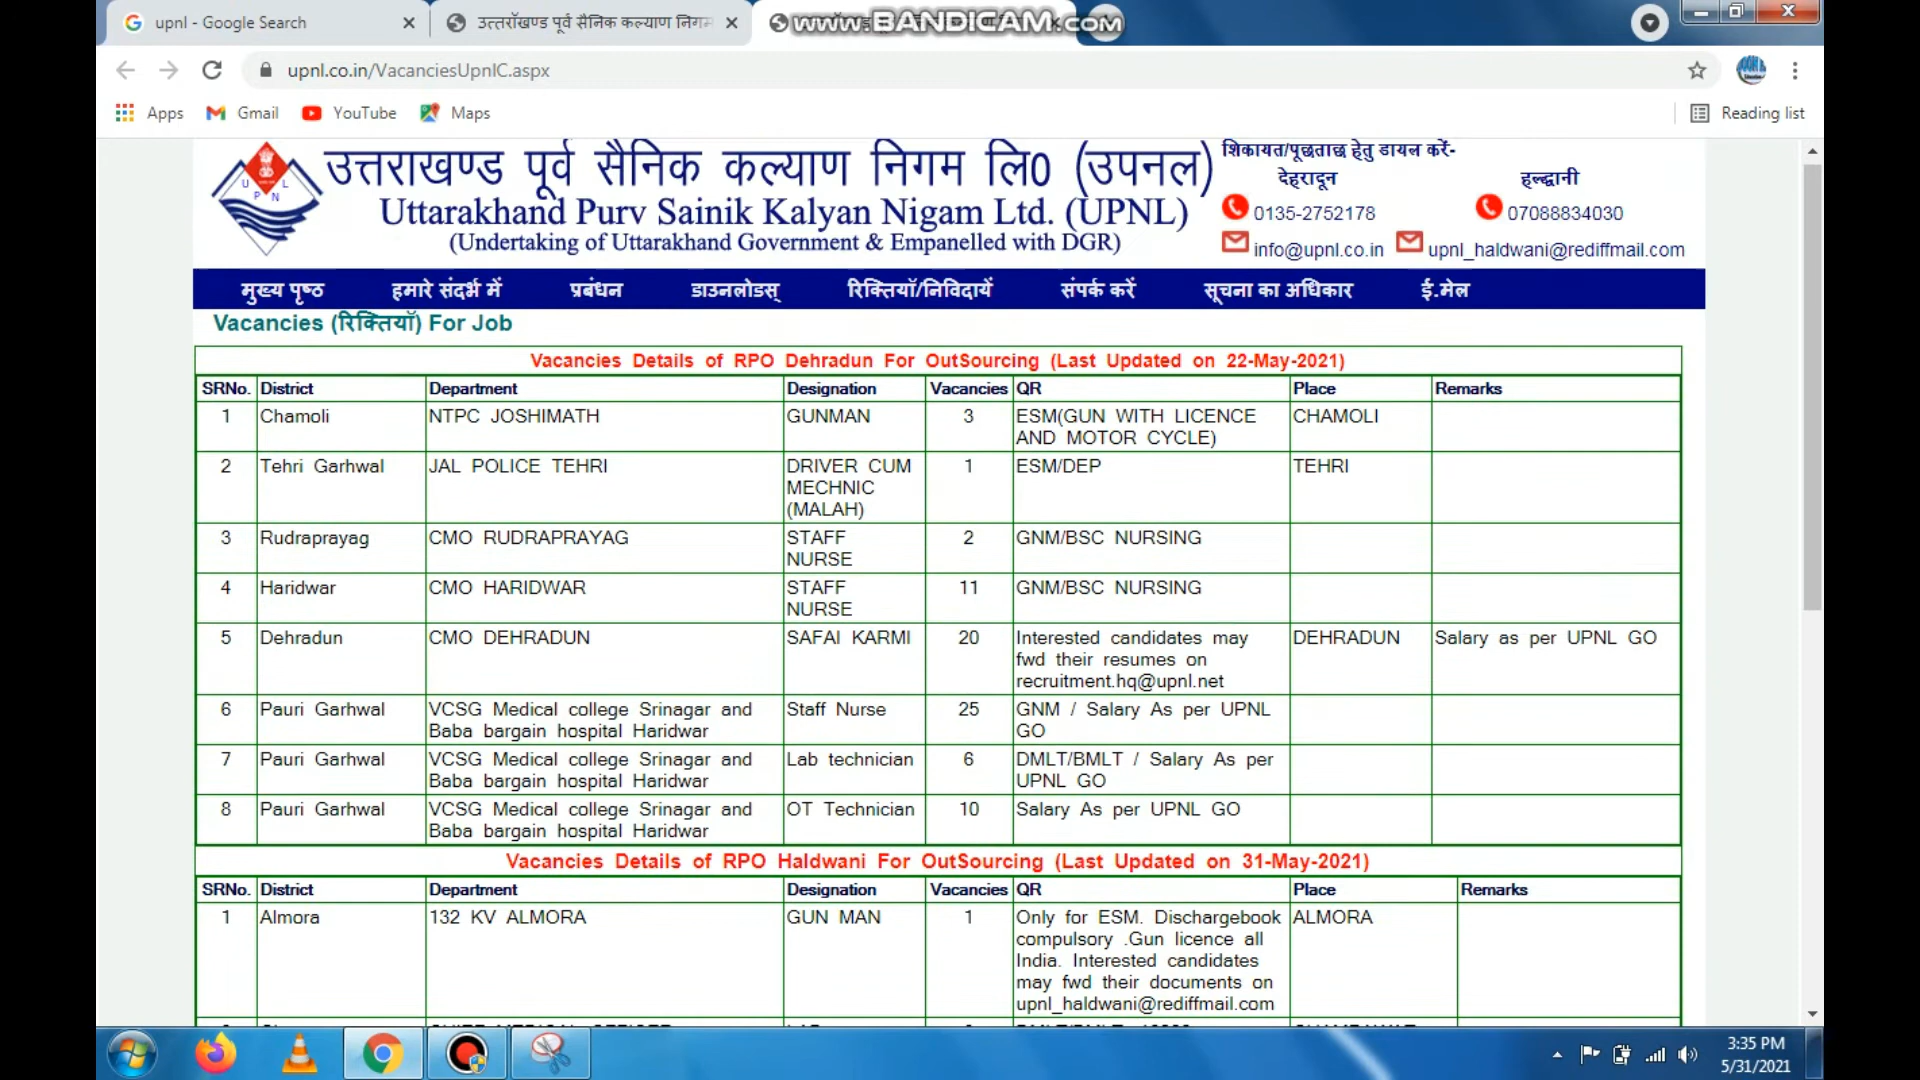 upnl - Google Search
उत्तरॉखण्ड पूर्व सैनिक कल्याण निगम
www.BANDICAM.com
upnl.co.in/VacanciesUpnlC.aspx
Apps Gmail YouTube Maps Reading list
U P N L
उत्तराखण्ड पूर्व सैनिक कल्याण निगम लि0 (उपनल)
Uttarakhand Purv Sainik Kalyan Nigam Ltd. (UPNL)
(Undertaking of Uttarakhand Government & Empanelled with DGR)
शिकायत/पूछताछ हेतु डायल करें-
देहरादून हल्द्वानी
0135-2752178 07088834030
info@upnl.co.in upnl_haldwani@rediffmail.com
मुख्य पृष्ठ हमारे संदर्भ में प्रबंधन डाउनलोडस् रिक्तियॉ/निविदायें संपर्क करें सूचना का अधिकार ई.मेल
Vacancies (रिक्तियॉ) For Job
Vacancies Details of RPO Dehradun For OutSourcing (Last Updated on 22-May-2021)
SRNo. District Department Designation Vacancies QR Place Remarks
1 Chamoli NTPC JOSHIMATH GUNMAN 3 ESM(GUN WITH LICENCE CHAMOLI
AND MOTOR CYCLE)
2 Tehri Garhwal JAL POLICE TEHRI DRIVER CUM 1 ESM/DEP TEHRI
MECHNIC
(MALAH)
3 Rudraprayag CMO RUDRAPRAYAG STAFF 2 GNM/BSC NURSING
NURSE
4 Haridwar CMO HARIDWAR STAFF 11 GNM/BSC NURSING
NURSE
5 Dehradun CMO DEHRADUN SAFAI KARMI 20 Interested candidates may DEHRADUN Salary as per UPNL GO
fwd their resumes on
recruitment.hq@upnl.net
6 Pauri Garhwal VCSG Medical college Srinagar and Staff Nurse 25 GNM / Salary As per UPNL
Baba bargain hospital Haridwar GO
7 Pauri Garhwal VCSG Medical college Srinagar and Lab technician 6 DMLT/BMLT / Salary As per
Baba bargain hospital Haridwar UPNL GO
8 Pauri Garhwal VCSG Medical college Srinagar and OT Technician 10 Salary As per UPNL GO
Baba bargain hospital Haridwar
Vacancies Details of RPO Haldwani For OutSourcing (Last Updated on 31-May-2021)
SRNo. District Department Designation Vacancies QR Place Remarks
1 Almora 132 KV ALMORA GUN MAN 1 Only for ESM. Dischargebook ALMORA
compulsory .Gun licence all
India. Interested candidates
may fwd their documents on
upnl_haldwani@rediffmail.com
3:35 PM
5/31/2021